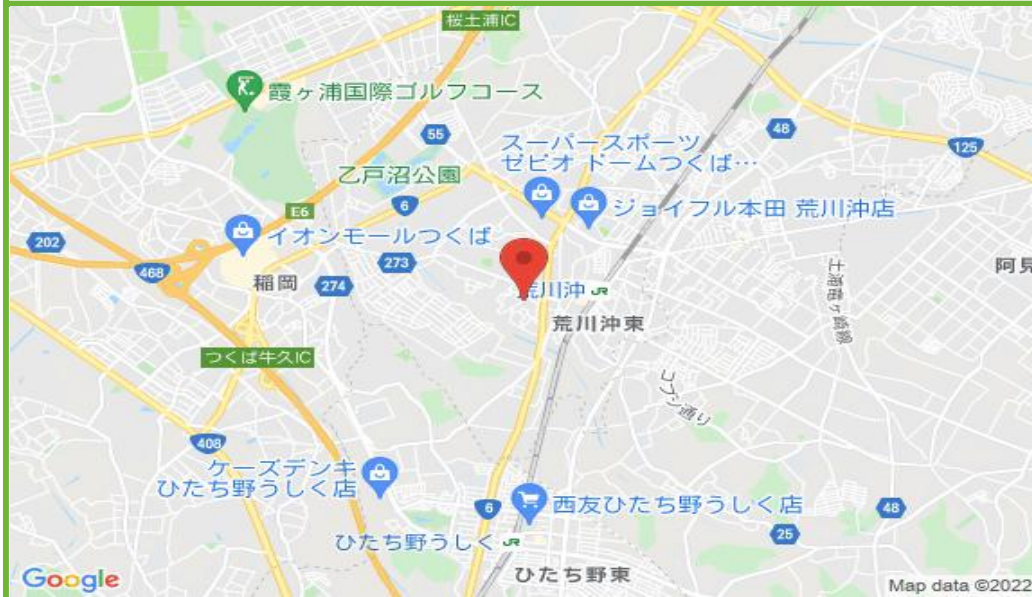 桜土浦IC
霞ヶ浦国際ゴルフコース
55
48
125
スーパースポーツ
ゼビオ ドームつくば…
乙戸沼公園
6
E6
ジョイフル本田 荒川沖店
202
イオンモールつくば
273
468
稲岡
274
荒川沖 JR
阿見
荒川沖東
土浦竜ヶ崎線
つくば牛久IC
コブシ通り
408
ケーズデンキ
ひたち野うしく店
6
西友ひたち野うしく店
48
25
ひたち野うしく JR
ひたち野東
Google
Map data ©2022